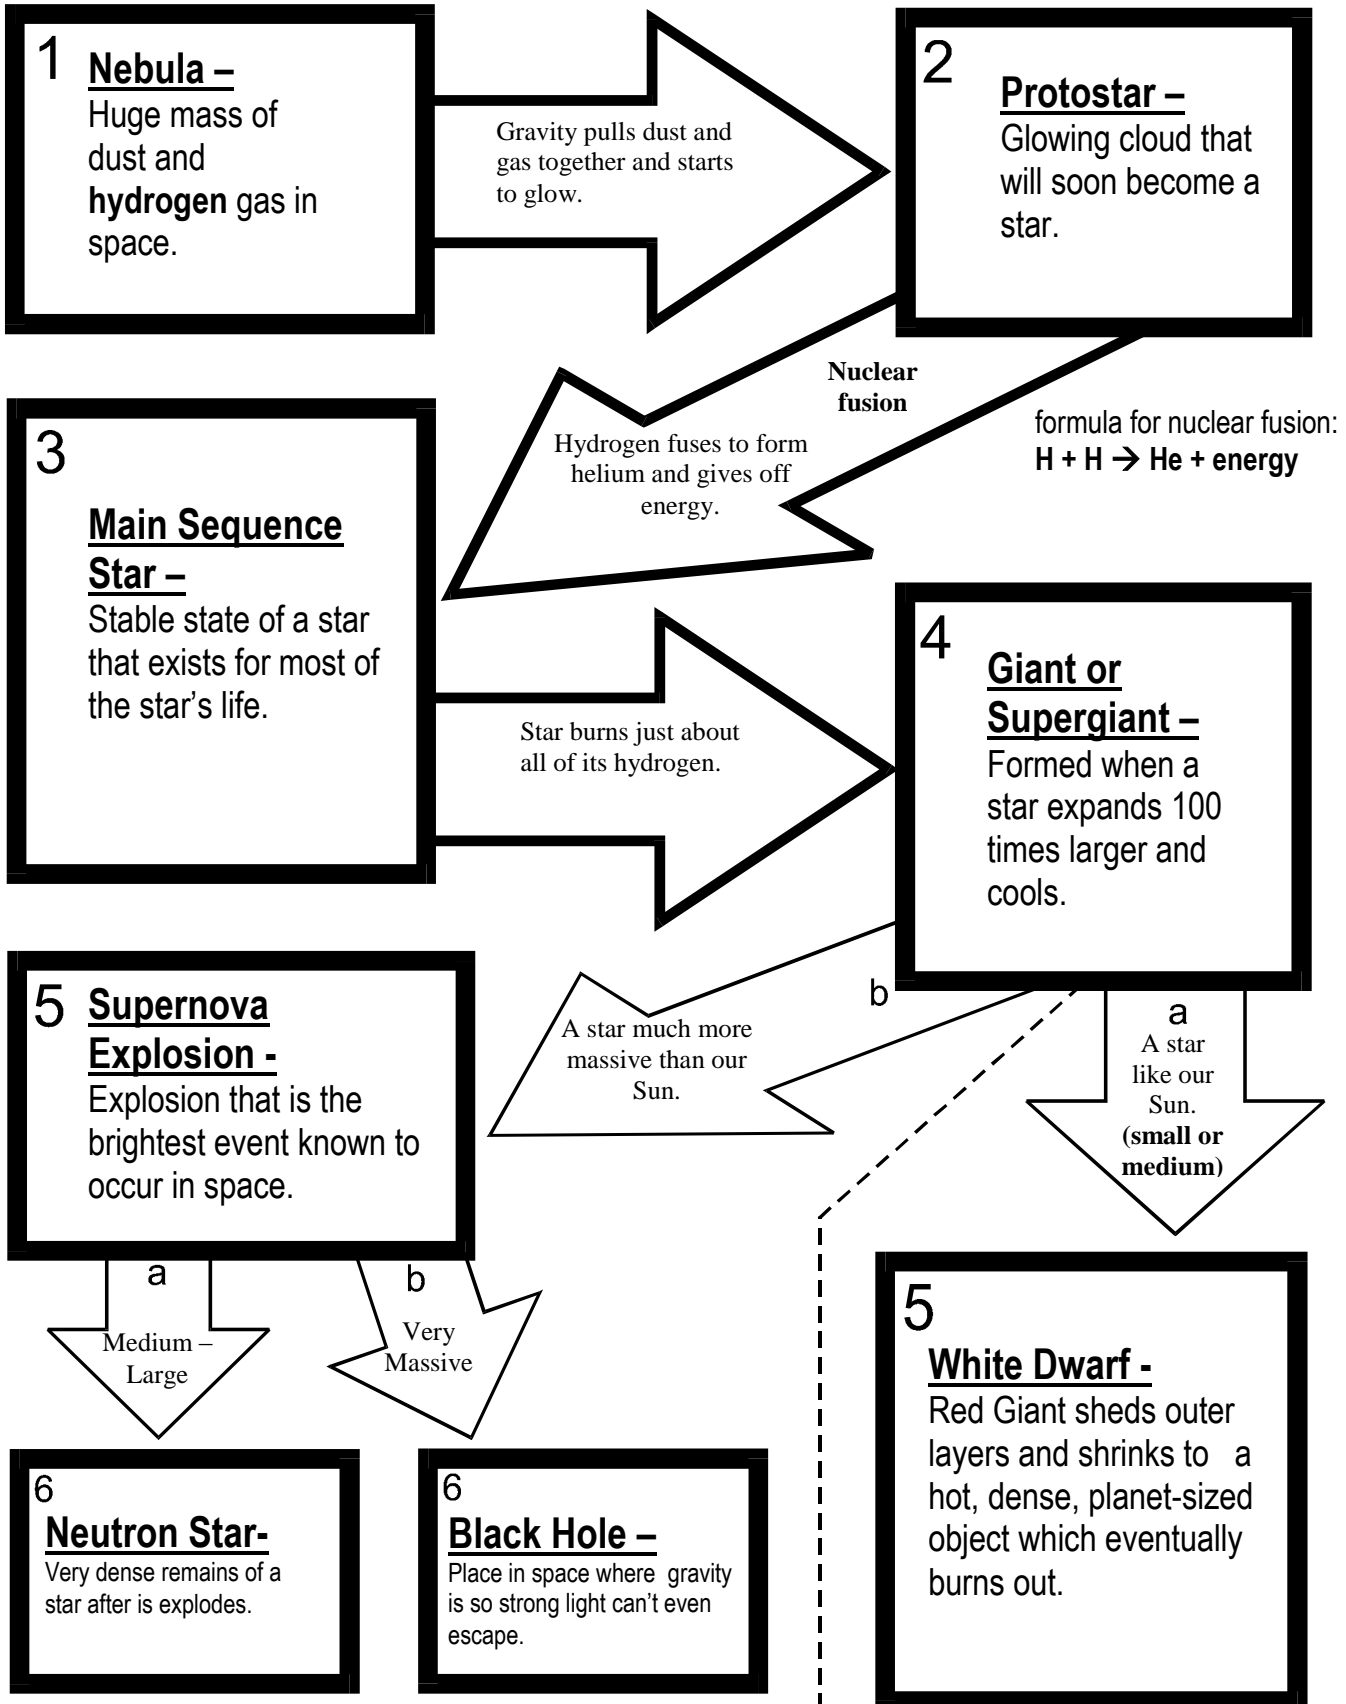 1
Nebula –
Huge mass of
dust and
hydrogen gas in
space.
Gravity pulls dust and
gas together and starts
to glow.
2
Protostar –
Glowing cloud that
will soon become a
star.
Nuclear
fusion
Hydrogen fuses to form
helium and gives off
energy.
formula for nuclear fusion:
H + H → He + energy
3
Main Sequence
Star –
Stable state of a star
that exists for most of
the star’s life.
Star burns just about
all of its hydrogen.
4
Giant or
Supergiant –
Formed when a
star expands 100
times larger and
cools.
b
A star much more
massive than our
Sun.
a
A star
like our
Sun.
(small or
medium)
5
Supernova
Explosion -
Explosion that is the
brightest event known to
occur in space.
a
Medium –
Large
b
Very
Massive
5
White Dwarf -
Red Giant sheds outer
layers and shrinks to a
hot, dense, planet-sized
object which eventually
burns out.
6
Neutron Star-
Very dense remains of a
star after is explodes.
6
Black Hole –
Place in space where gravity
is so strong light can’t even
escape.